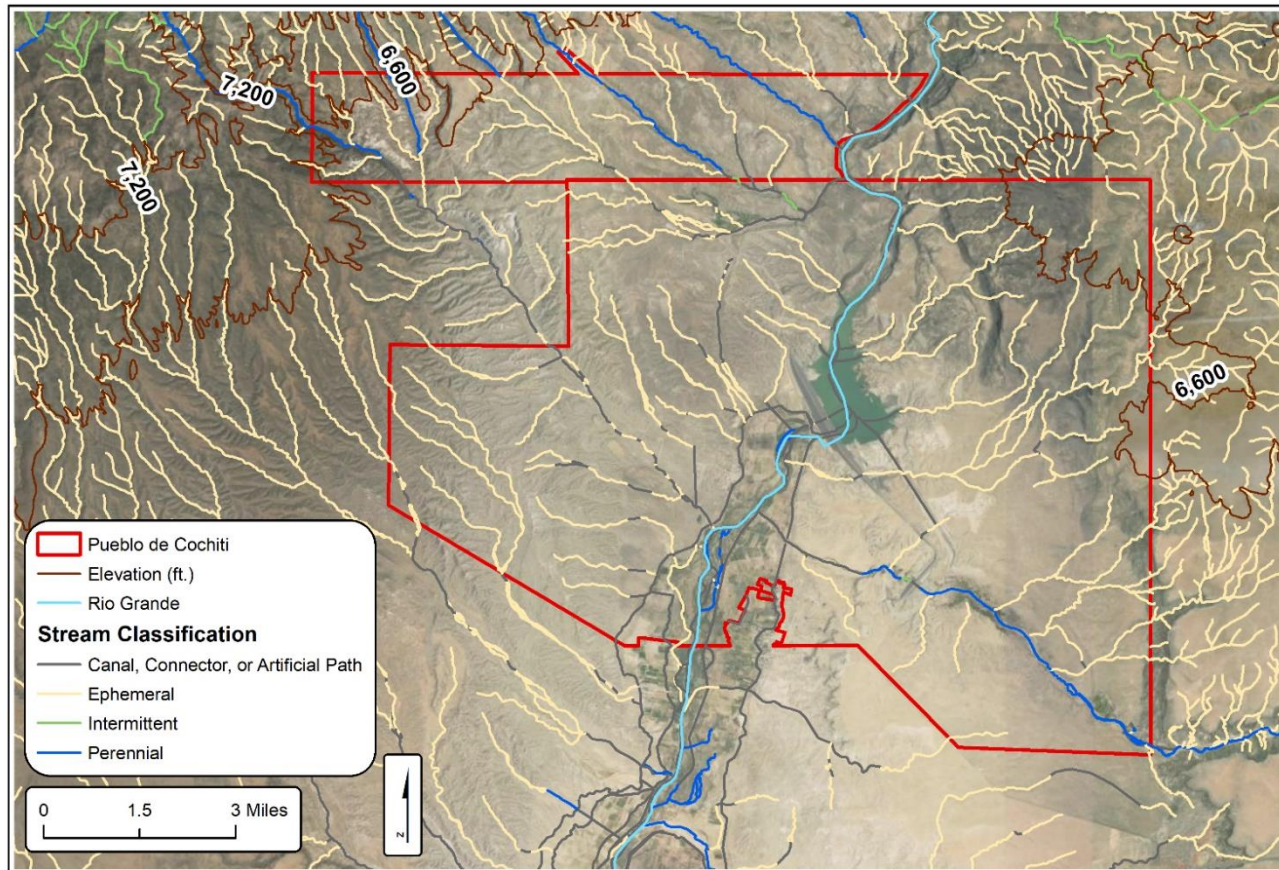 7,200
6,600
7,200
6,600
Pueblo de Cochiti
Elevation (ft.)
Rio Grande
Stream Classification
Canal, Connector, or Artificial Path
Ephemeral
Intermittent
Perennial
0 1.5 3 Miles
N